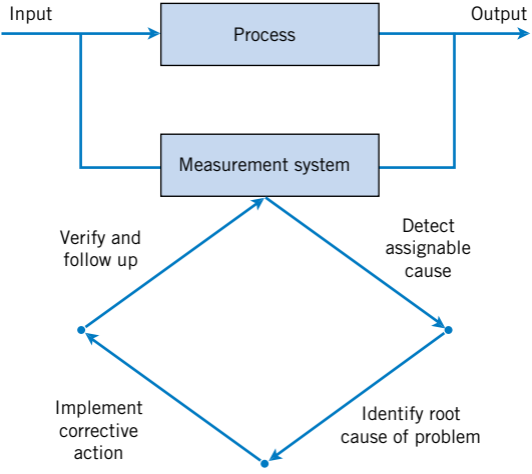 Input
Output
Process
Measurement system
Verify and
follow up
Detect
assignable
cause
Implement
corrective
action
Identify root
cause of problem